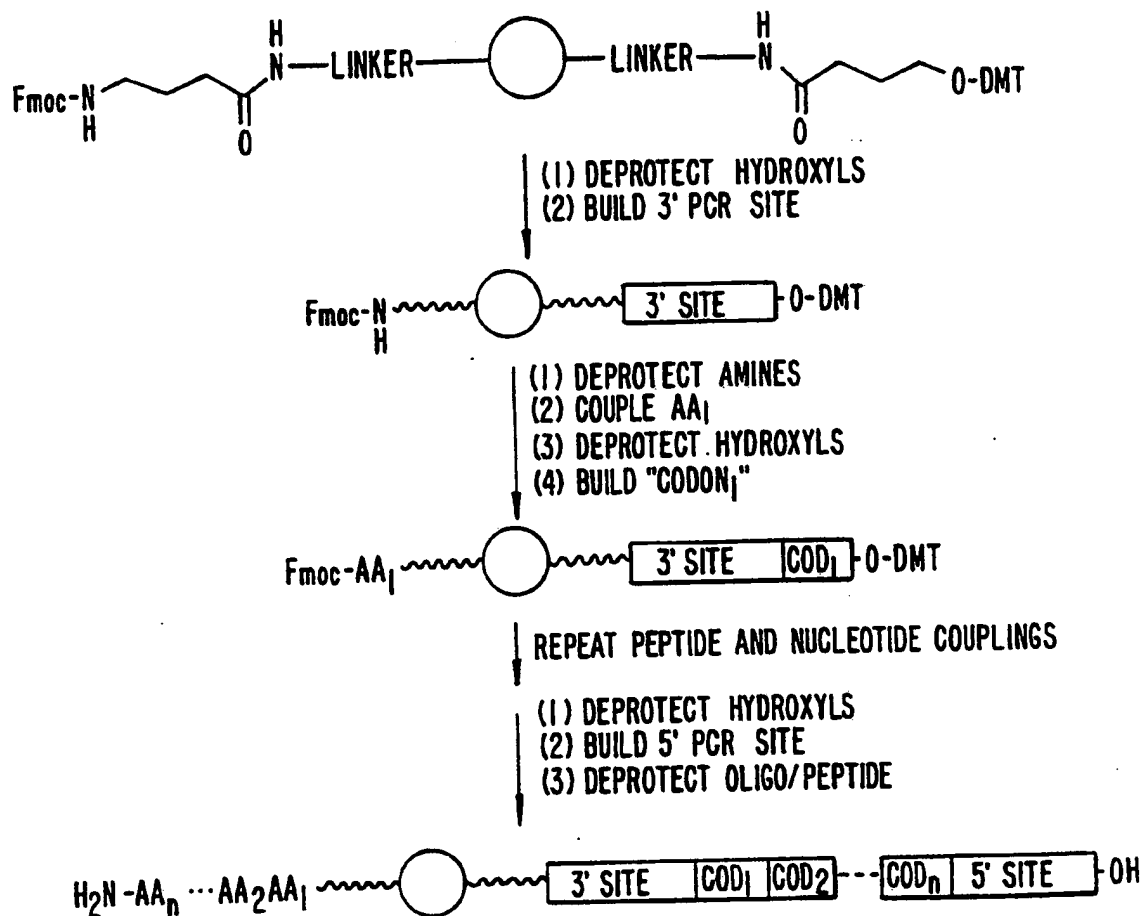 H
N—LINKER—LINKER—N
H
Fmoc-N
H
O
O
O-DMT
(1) DEPROTECT HYDROXYLS
(2) BUILD 3' PCR SITE
Fmoc-N
H
3' SITE
O-DMT
(1) DEPROTECT AMINES
(2) COUPLE AA₁
(3) DEPROTECT HYDROXYLS
(4) BUILD "CODON₁"
Fmoc-AA₁
3' SITE COD₁ O-DMT
REPEAT PEPTIDE AND NUCLEOTIDE COUPLINGS
(1) DEPROTECT HYDROXYLS
(2) BUILD 5' PCR SITE
(3) DEPROTECT OLIGO/PEPTIDE
H₂N-AAₙ ··· AA₂AA₁
3' SITE COD₁ COD₂ --- CODₙ 5' SITE -OH